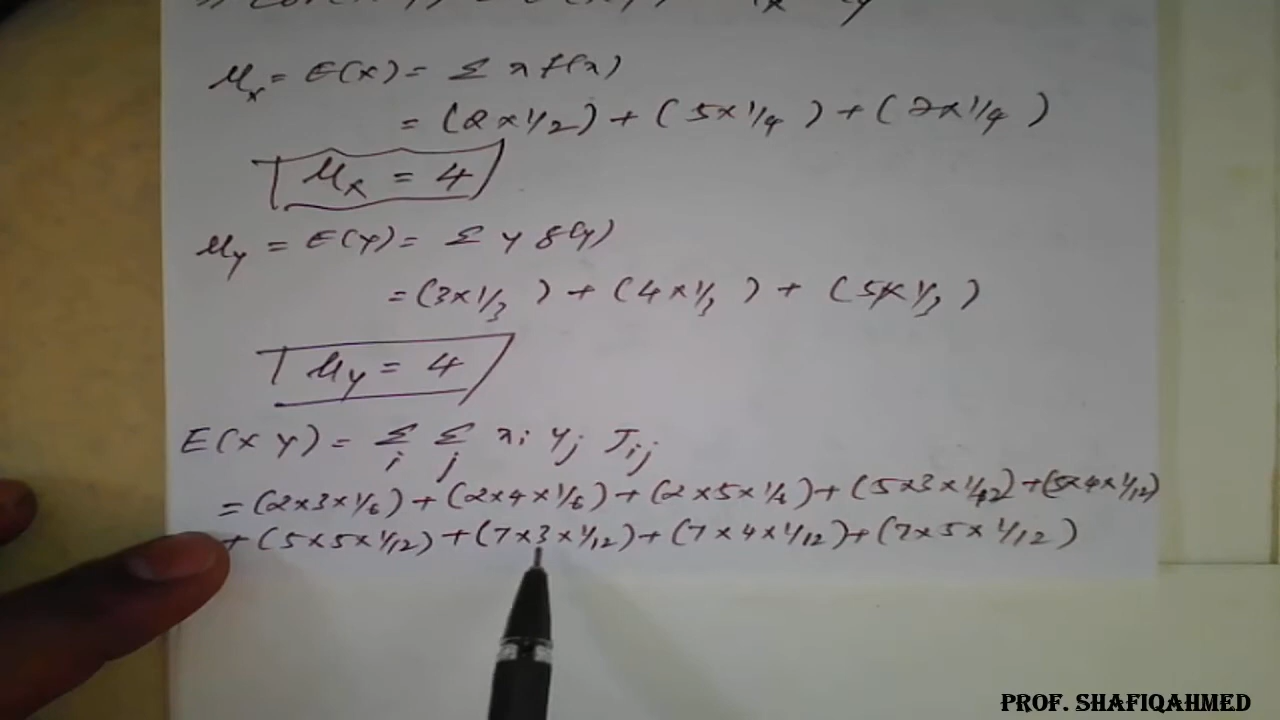 μx = E(X) = Σ x f(x)
= (2 x 1/2) + (5 x 1/4) + (7 x 1/4)
μx = 4
μy = E(Y) = Σ y g(y)
= (3 x 1/3) + (4 x 1/3) + (5 x 1/3)
μy = 4
E(X Y) = Σi Σj xi yj Jij
= (2 x 3 x 1/6) + (2 x 4 x 1/6) + (2 x 5 x 1/6) + (5 x 3 x 1/12) + (5 x 4 x 1/12)
+ (5 x 5 x 1/12) + (7 x 3 x 1/12) + (7 x 4 x 1/12) + (7 x 5 x 1/12)
PROF. SHAFIQAHMED